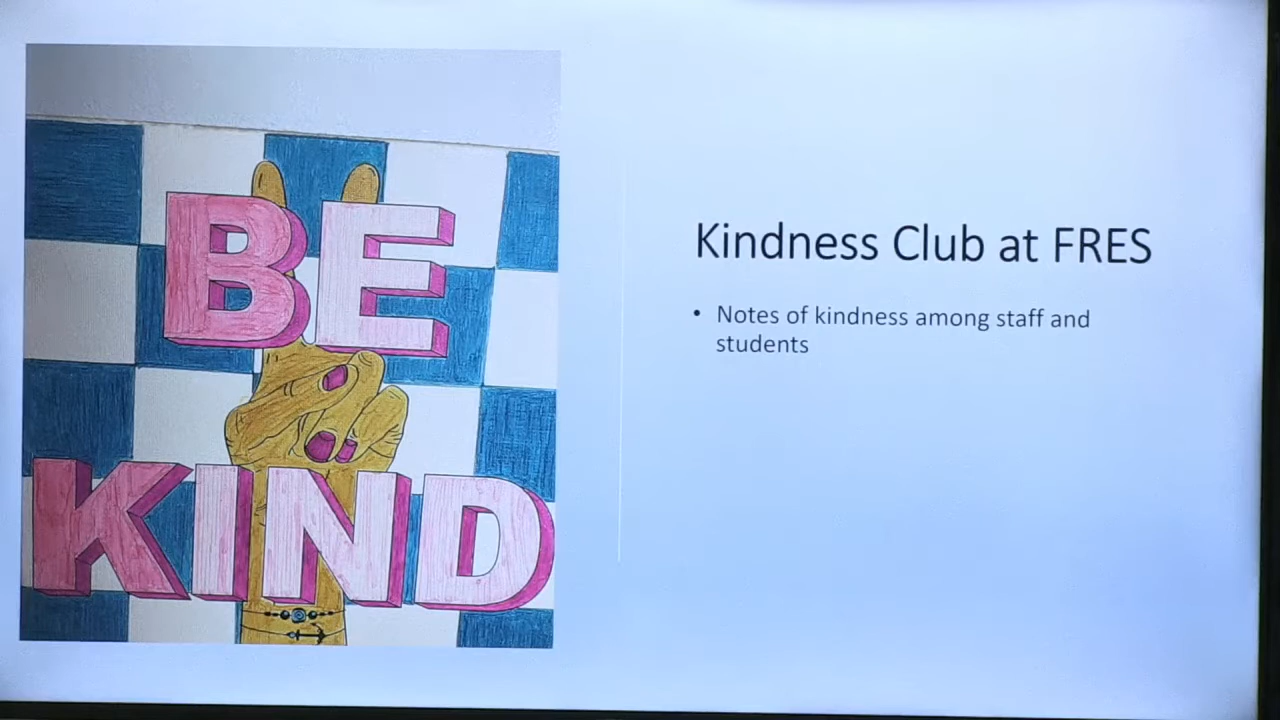 BE
KIND
Kindness Club at FRES
• Notes of kindness among staff and
students